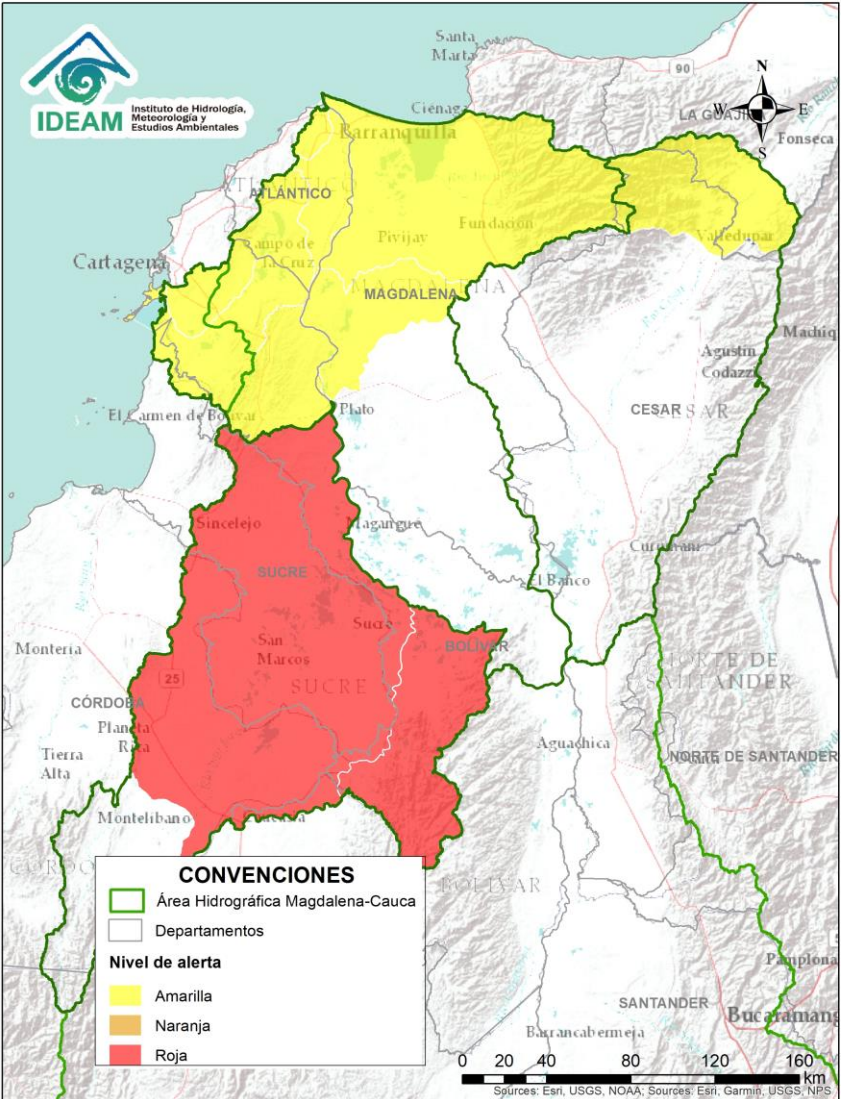 IDEAM
Instituto de Hidrología,
Meteorología y
Estudios Ambientales
Santa
Marta
90
N
W
E
S
Ciénaga
LA GUAJIRA
Fonseca
Barranquilla
ATLÁNTICO
Campo de
la Cruz
Pivijay
Fundación
Valledupar
Cartagena
MAGDALENA
MAGDALENA
Agustín
Codazzi
CESAR
CESAR
El Carmen de Bolívar
Plato
Sincelejo
Magangué
SUCRE
El Banco
Sucre
San
Marcos
SUCRE
BOLÍVAR
Montería
25
CÓRDOBA
Planeta
Rica
Tierra
Alta
NORTE DE
SANTANDER
Aguachica
NORTE DE SANTANDER
Montelíbano
BOLÍVAR
Pamplona
SANTANDER
Barrancabermeja
CONVENCIONES
Área Hidrográfica Magdalena-Cauca
Departamentos
Nivel de alerta
Amarilla
Naranja
Roja
0 20 40 80 120 160
km
Sources: Esri, USGS, NOAA; Sources: Esri, Garmin, USGS, NPS